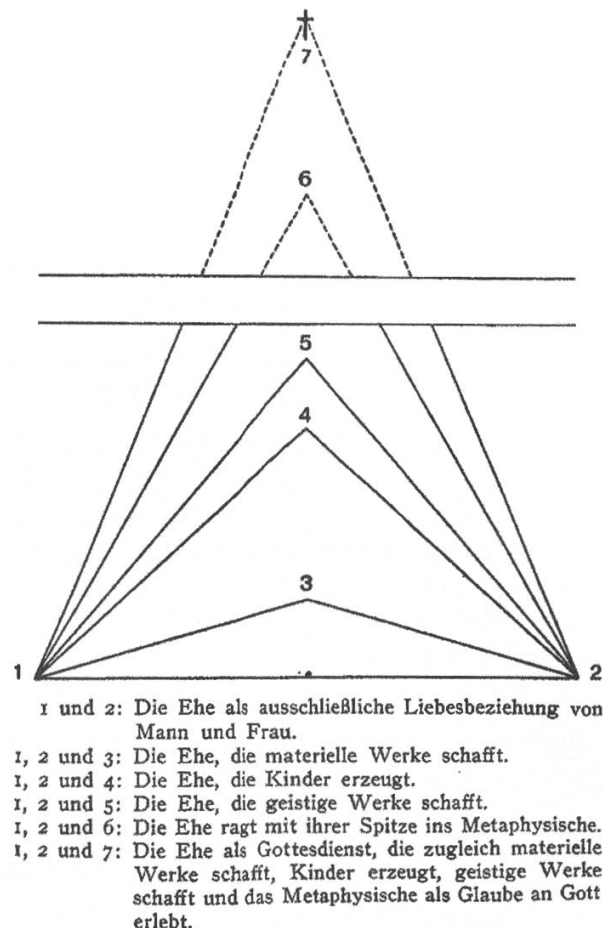 7
6
5
4
3
1 2
1 und 2: Die Ehe als ausschließliche Liebesbeziehung von
Mann und Frau.
1, 2 und 3: Die Ehe, die materielle Werke schafft.
1, 2 und 4: Die Ehe, die Kinder erzeugt.
1, 2 und 5: Die Ehe, die geistige Werke schafft.
1, 2 und 6: Die Ehe ragt mit ihrer Spitze ins Metaphysische.
1, 2 und 7: Die Ehe als Gottesdienst, die zugleich materielle
Werke schafft, Kinder erzeugt, geistige Werke
schafft und das Metaphysische als Glaube an Gott
erlebt.